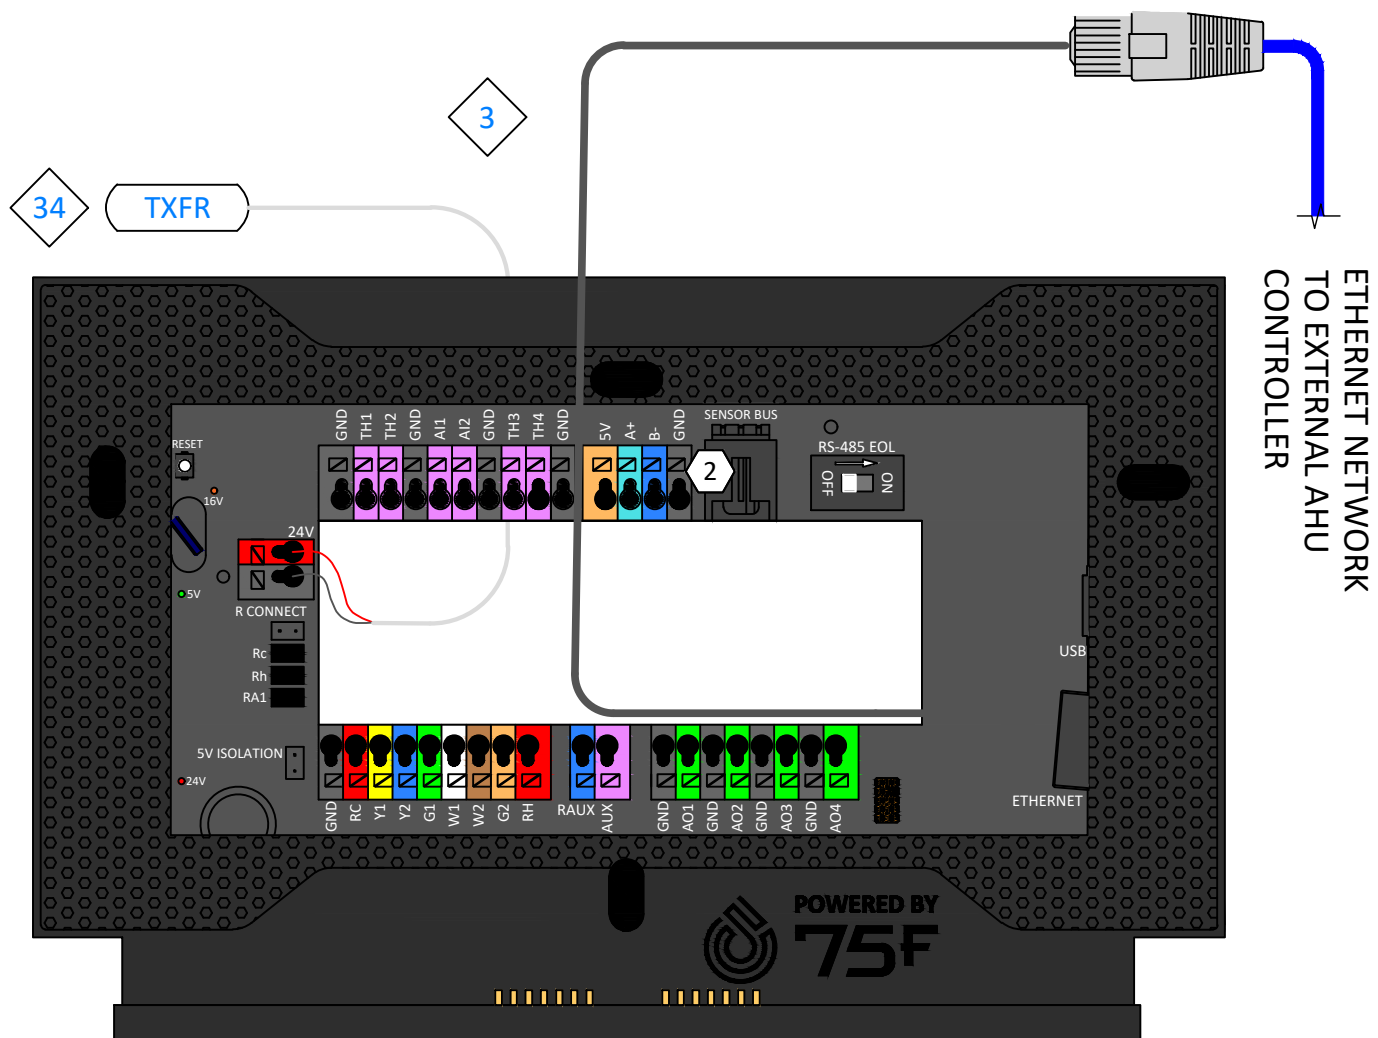 3
34
TXFR
ETHERNET NETWORK
TO EXTERNAL AHU
CONTROLLER
GND
TH1
TH2
GND
AI1
AI2
GND
TH3
TH4
GND
5V
A+
B-
GND
SENSOR BUS
RS-485 EOL
OFF
ON
2
RESET
16V
24V
5V
R CONNECT
Rc
Rh
RA1
5V ISOLATION
24V
USB
ETHERNET
GND
RC
Y1
Y2
G1
W1
W2
G2
RH
RAUX
AUX
GND
AO1
GND
AO2
GND
AO3
GND
AO4
POWERED BY
75F